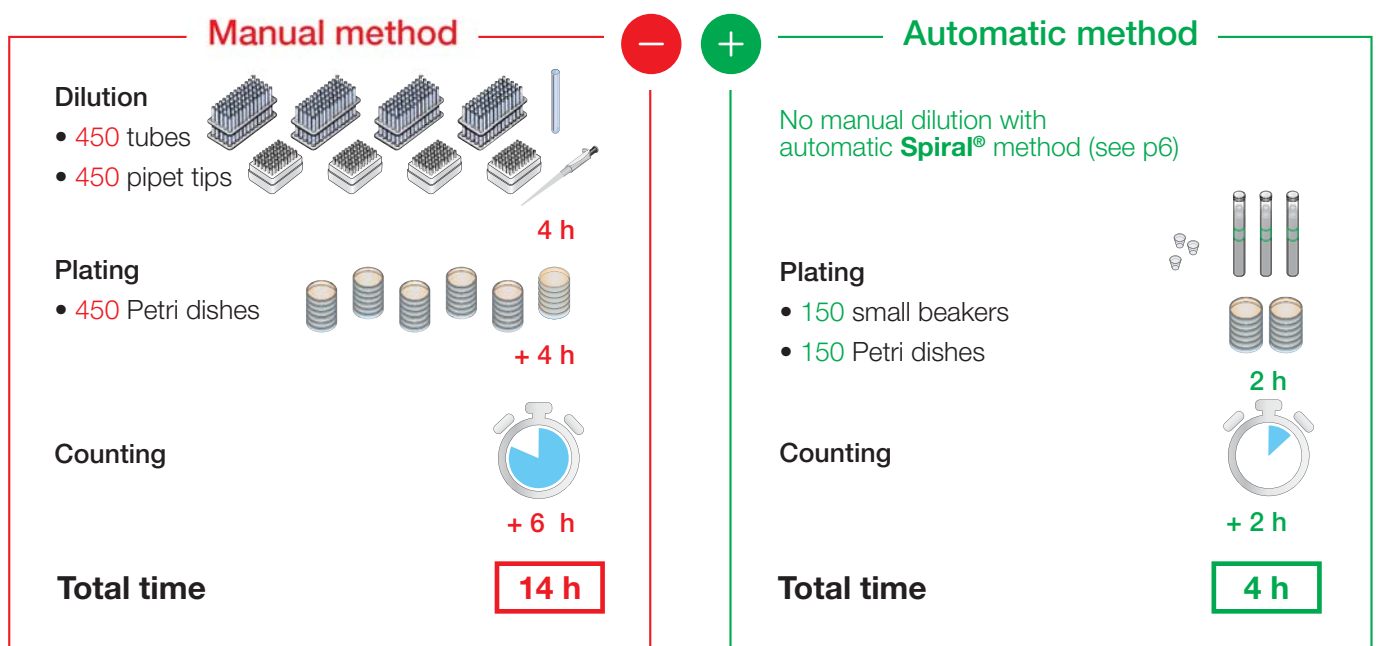 Manual method
Dilution
• 450 tubes
• 450 pipet tips
4 h
Plating
• 450 Petri dishes
+ 4 h
Counting
+ 6 h
Total time
14 h
−
+
Automatic method
No manual dilution with
automatic Spiral® method (see p6)
Plating
• 150 small beakers
• 150 Petri dishes
2 h
Counting
+ 2 h
Total time
4 h